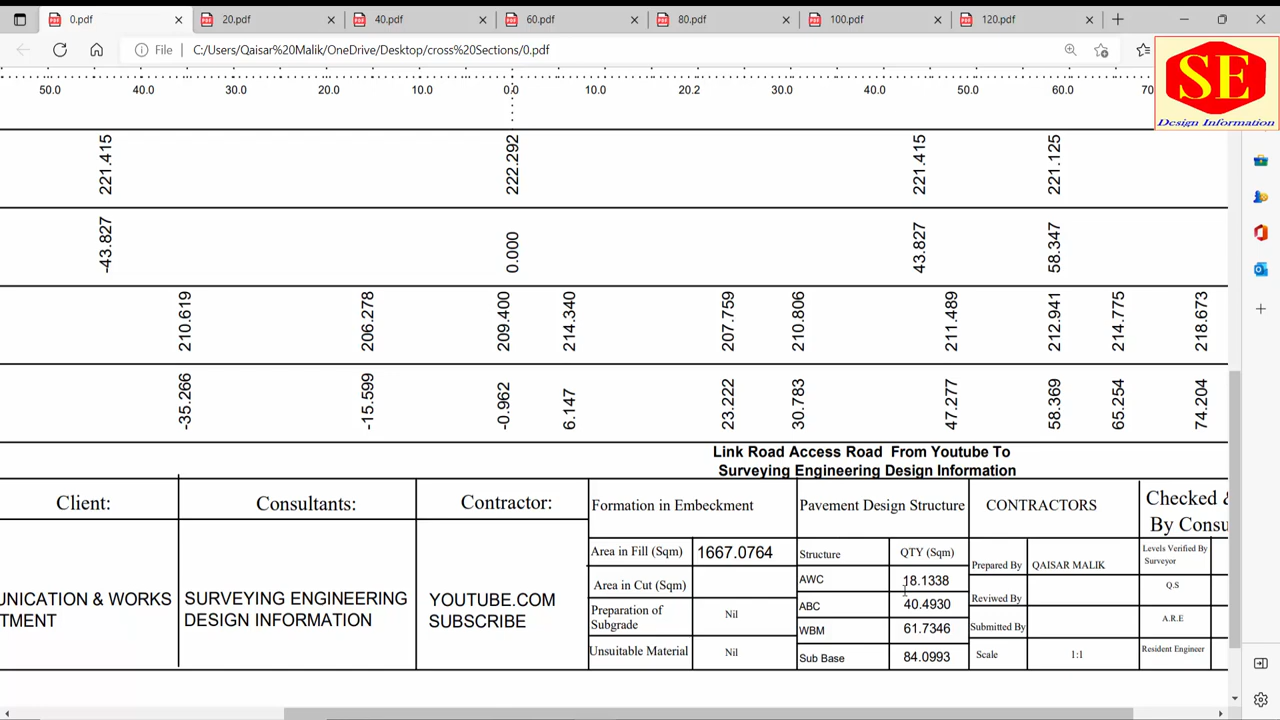 0.pdf
20.pdf
40.pdf
60.pdf
80.pdf
100.pdf
120.pdf
File
C:/Users/Qaisar%20Malik/OneDrive/Desktop/cross%20Sections/0.pdf
SE
Design Information
50.0 40.0 30.0 20.0 10.0 0.0 10.0 20.2 30.0 40.0 50.0 60.0 70
221.415 222.292 221.415 221.125
-43.827 0.000 43.827 58.347
210.619 206.278 209.400 214.340 207.759 210.806 211.489 212.941 214.775 218.673
-35.266 -15.599 -0.962 6.147 23.222 30.783 47.277 58.369 65.254 74.204
Link Road Access Road From Youtube To
Surveying Engineering Design Information
Client:
UNICATION & WORKS
TMENT
Consultants:
SURVEYING ENGINEERING
DESIGN INFORMATION
Contractor:
YOUTUBE.COM
SUBSCRIBE
Formation in Embeckment
Area in Fill (Sqm) 1667.0764
Area in Cut (Sqm)
Preparation of
Subgrade
Nil
Unsuitable Material Nil
Pavement Design Structure
Structure QTY (Sqm)
AWC 18.1338
ABC 40.4930
WBM 61.7346
Sub Base 84.0993
CONTRACTORS
Prepared By QAISAR MALIK
Reviwed By
Submitted By
Scale 1:1
Checked &
By Consu
Levels Verified By
Surveyor
Q.S
A.R.E
Resident Engineer